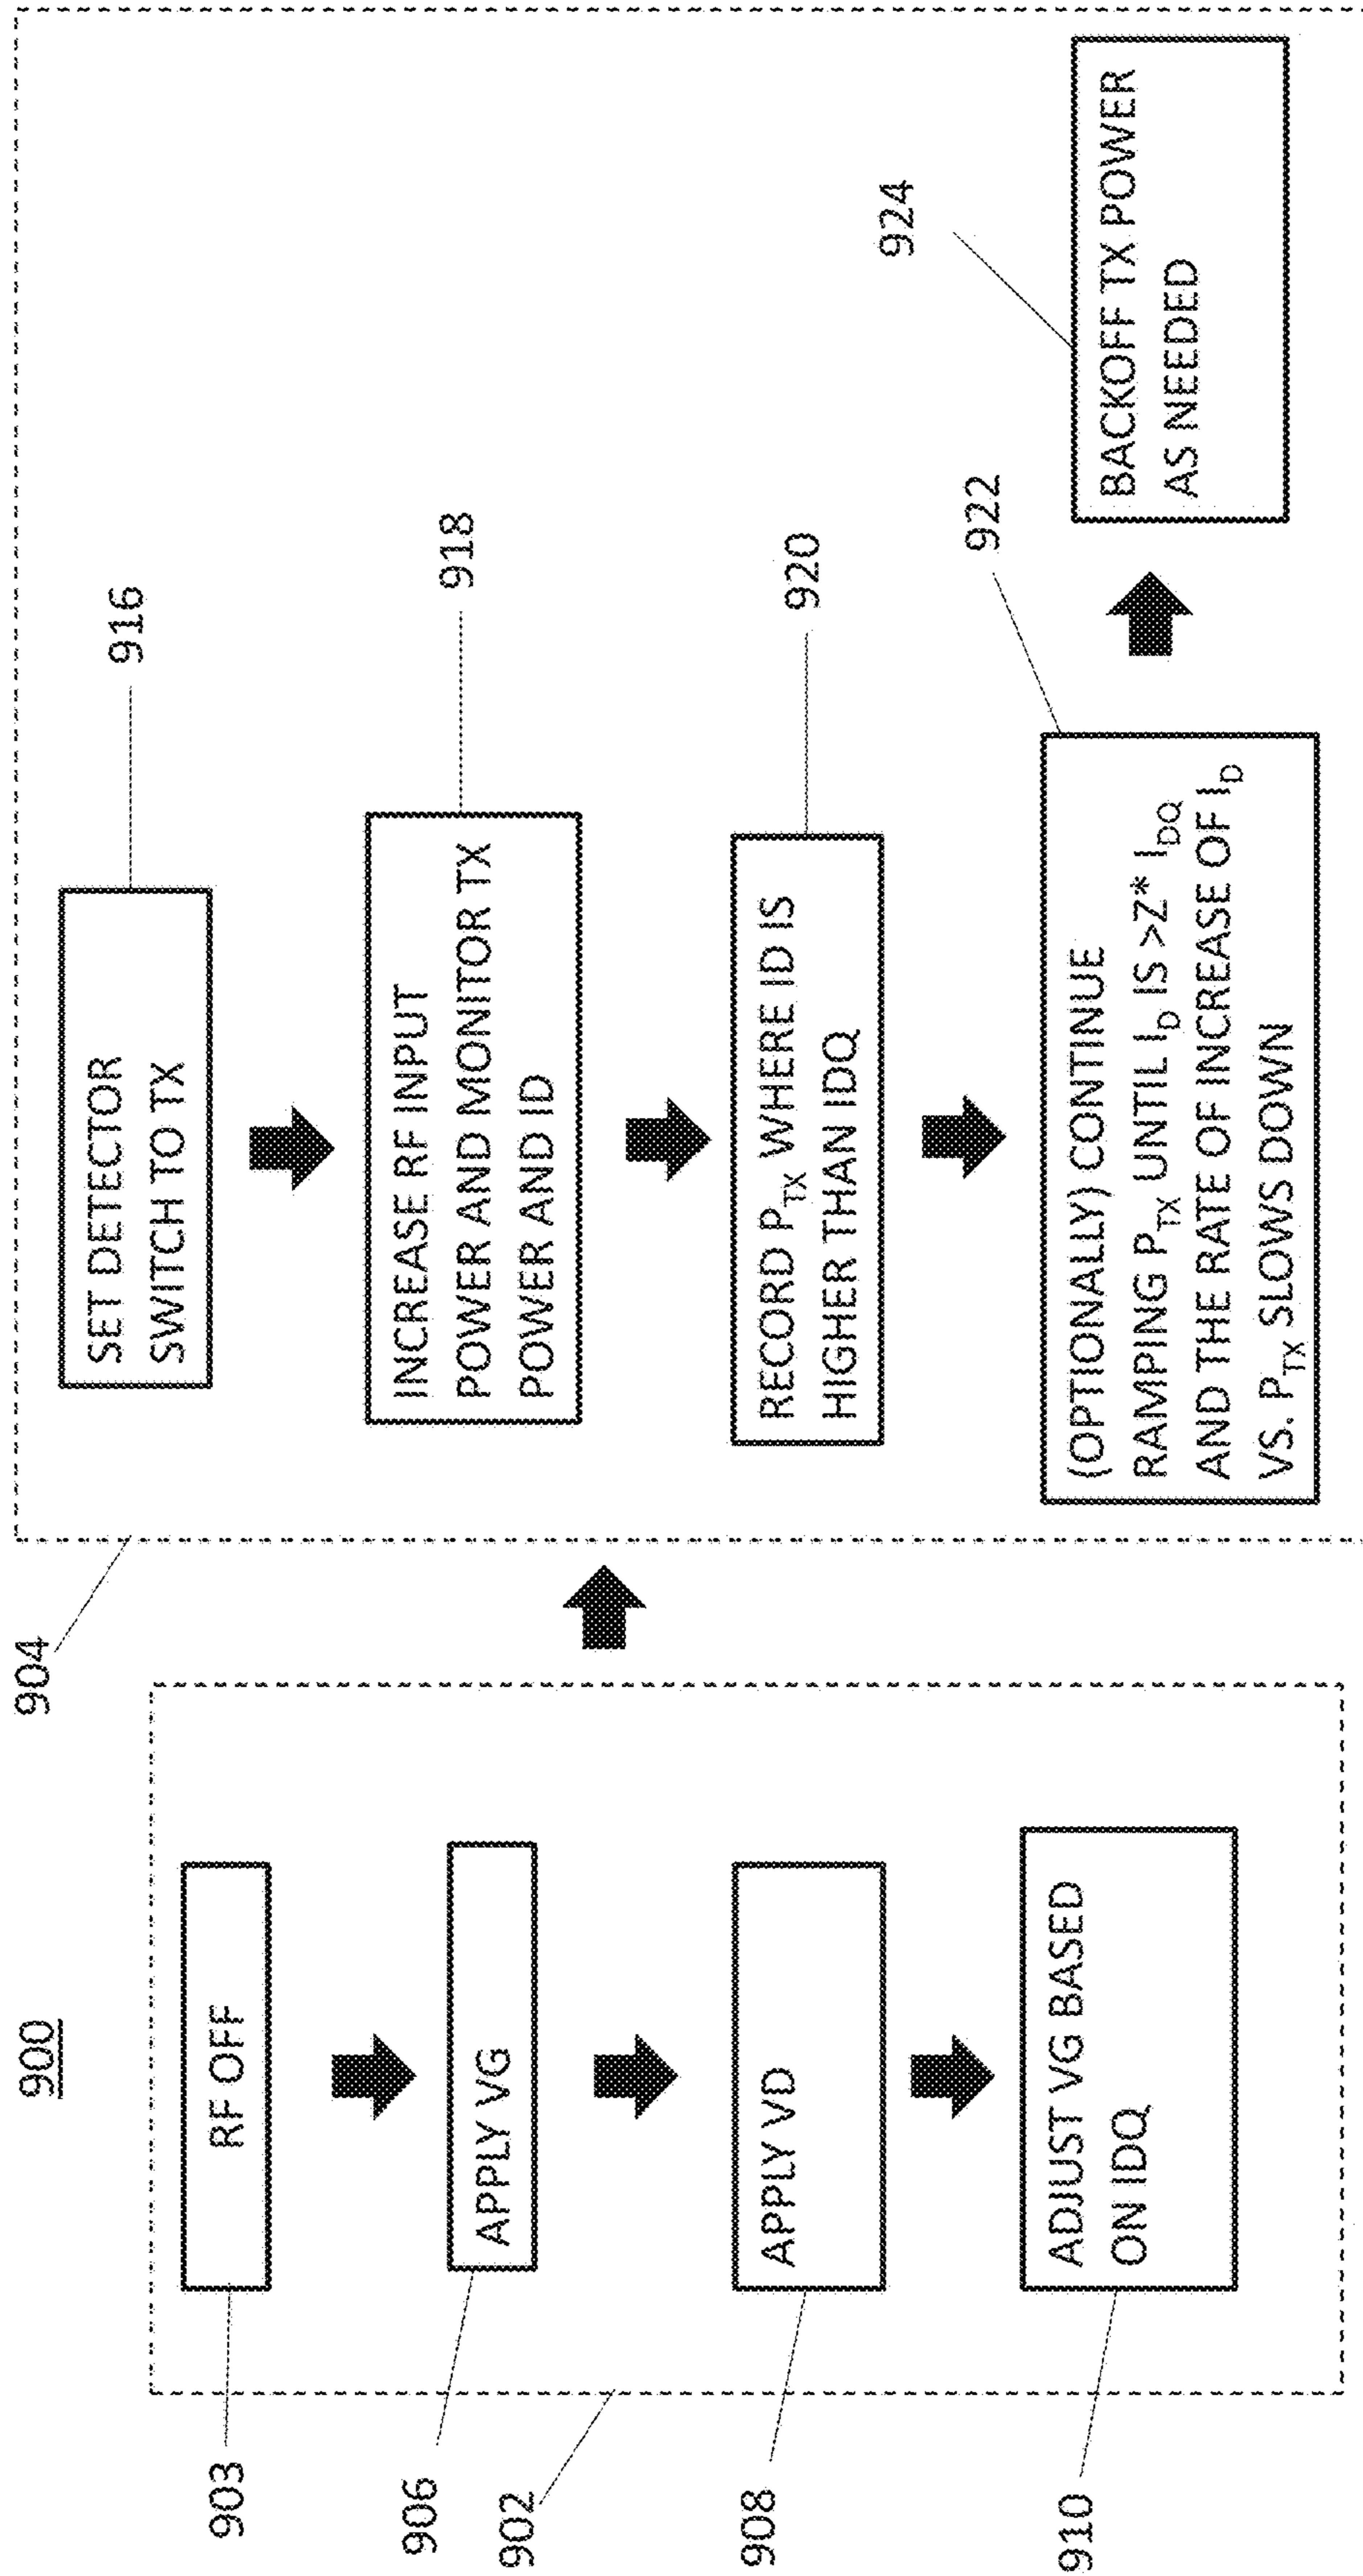 900
902
903
RF OFF
906
APPLY VG
908
APPLY VD
910
ADJUST VG BASED
ON IDQ
904
916
SET DETECTOR
SWITCH TO TX
918
INCREASE RF INPUT
POWER AND MONITOR TX
POWER AND ID
920
RECORD P_TX WHERE ID IS
HIGHER THAN IDQ
922
(OPTIONALLY) CONTINUE
RAMPING P_TX UNTIL I_D IS >Z* I_DQ
AND THE RATE OF INCREASE OF I_D
VS. P_TX SLOWS DOWN
924
BACKOFF TX POWER
AS NEEDED